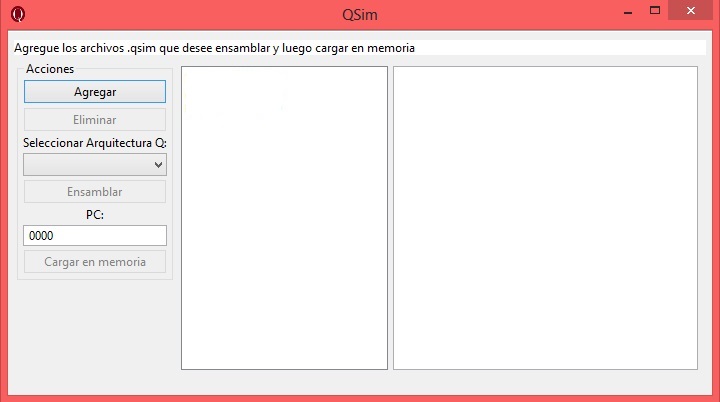 QSim
Agregue los archivos .qsim que desee ensamblar y luego cargar en memoria
Acciones
Agregar
Eliminar
Seleccionar Arquitectura Q:
Ensamblar
PC:
0000
Cargar en memoria